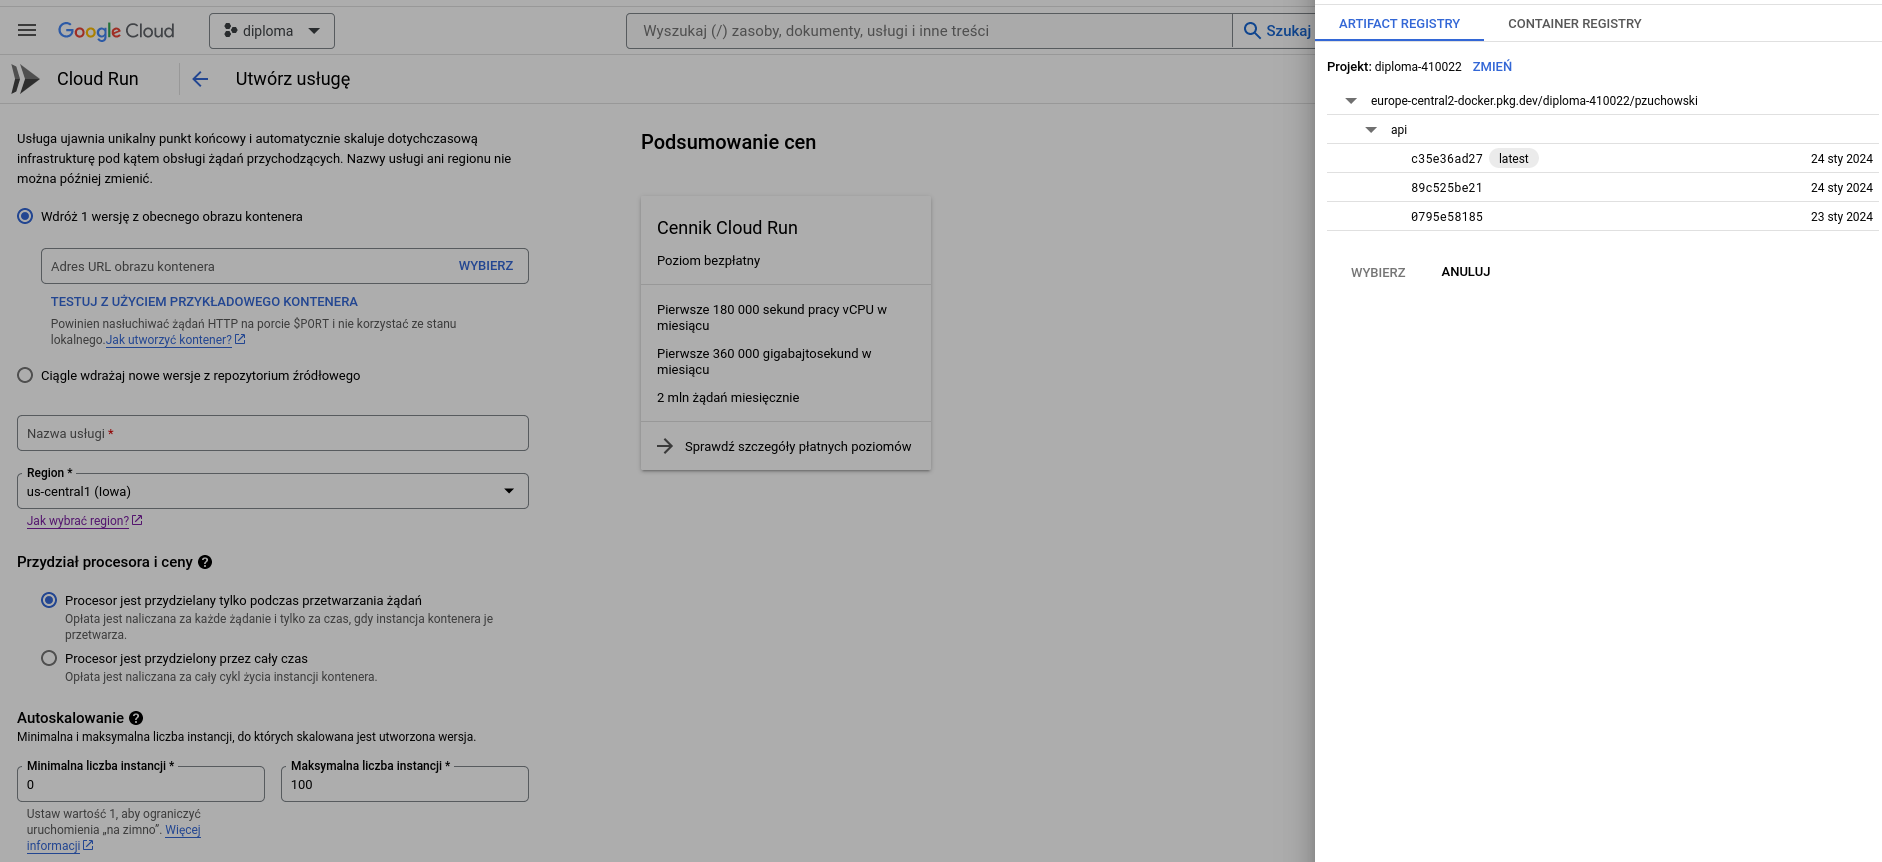 Google Cloud
diploma
Wyszukaj (/) zasoby, dokumenty, usługi i inne treści
Szukaj
Cloud Run
Utwórz usługę
Usługa ujawnia unikalny punkt końcowy i automatycznie skaluje dotychczasową
infrastrukturę pod kątem obsługi żądań przychodzących. Nazwy usługi ani regionu nie
można później zmienić.
Wdróż 1 wersję z obecnego obrazu kontenera
Adres URL obrazu kontenera
WYBIERZ
TESTUJ Z UŻYCIEM PRZYKŁADOWEGO KONTENERA
Powinien nasłuchiwać żądań HTTP na porcie $PORT i nie korzystać ze stanu
lokalnego.Jak utworzyć kontener?
Ciągle wdrażaj nowe wersje z repozytorium źródłowego
Nazwa usługi *
Region *
us-central1 (Iowa)
Jak wybrać region?
Przydział procesora i ceny
Procesor jest przydzielany tylko podczas przetwarzania żądań
Opłata jest naliczana za każde żądanie i tylko za czas, gdy instancja kontenera je
przetwarza.
Procesor jest przydzielony przez cały czas
Opłata jest naliczana za cały cykl życia instancji kontenera.
Autoskalowanie
Minimalna i maksymalna liczba instancji, do których skalowana jest utworzona wersja.
Minimalna liczba instancji *
0
Maksymalna liczba instancji *
100
Ustaw wartość 1, aby ograniczyć
uruchomienia „na zimno”. Więcej
informacji
Podsumowanie cen
Cennik Cloud Run
Poziom bezpłatny
Pierwsze 180 000 sekund pracy vCPU w
miesiącu
Pierwsze 360 000 gigabajtosekund w
miesiącu
2 mln żądań miesięcznie
Sprawdź szczegóły płatnych poziomów
ARTIFACT REGISTRY
CONTAINER REGISTRY
Projekt: diploma-410022 ZMIEŃ
europe-central2-docker.pkg.dev/diploma-410022/pzuchowski
api
c35e36ad27 latest 24 sty 2024
89c525be21 24 sty 2024
0795e58185 23 sty 2024
WYBIERZ
ANULUJ